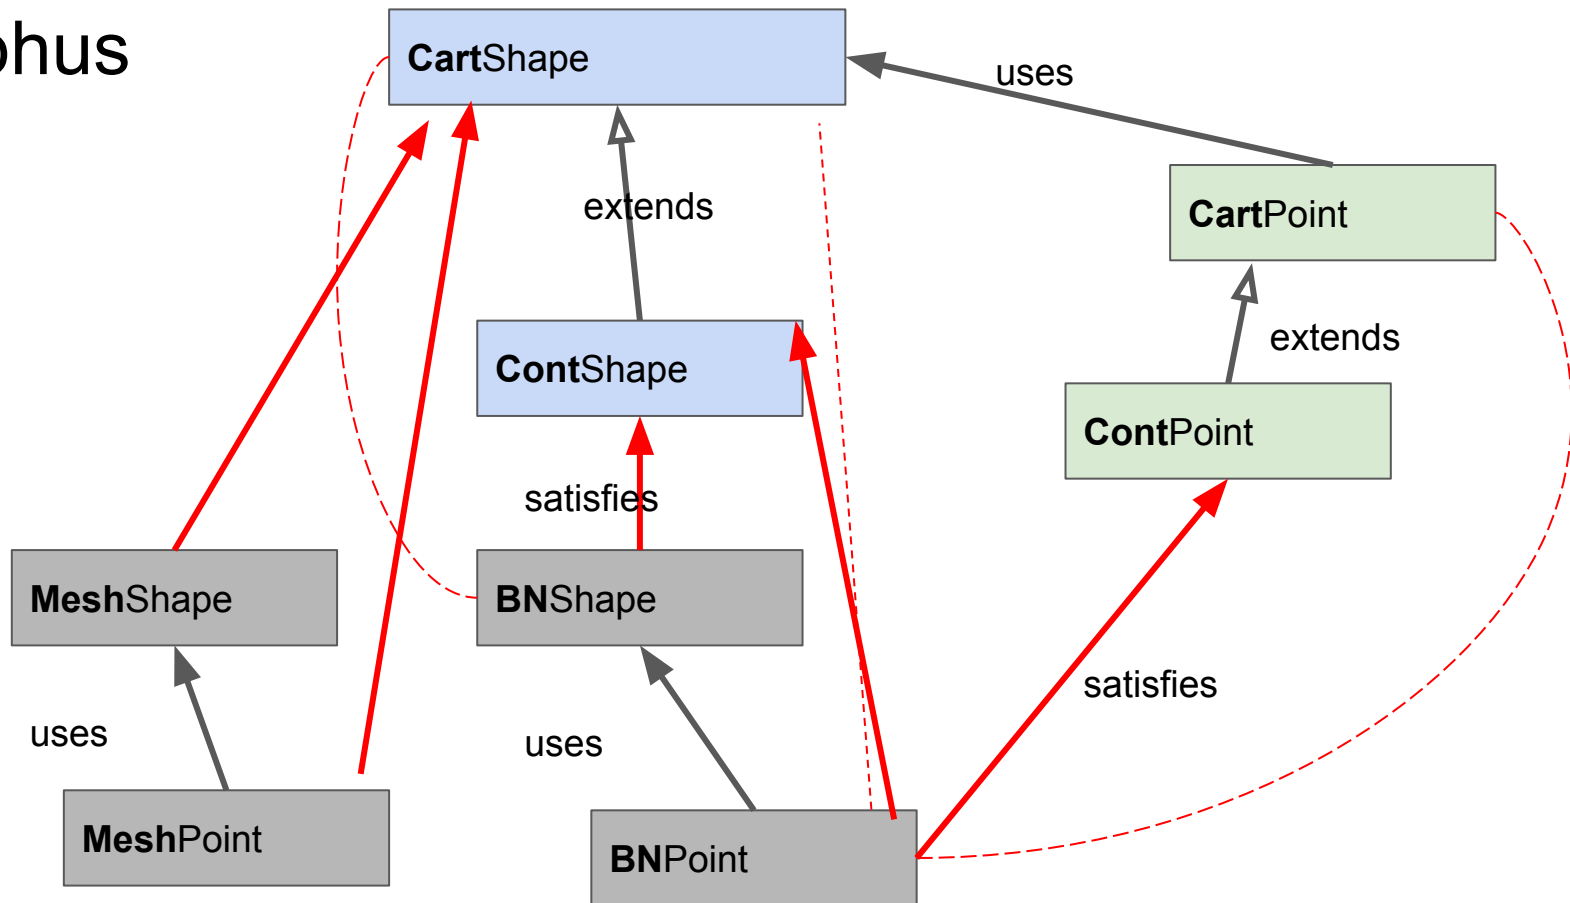 phus
CartShape
uses
extends
CartPoint
extends
ContShape
ContPoint
satisfies
MeshShape
BNShape
satisfies
uses
uses
MeshPoint
BNPoint